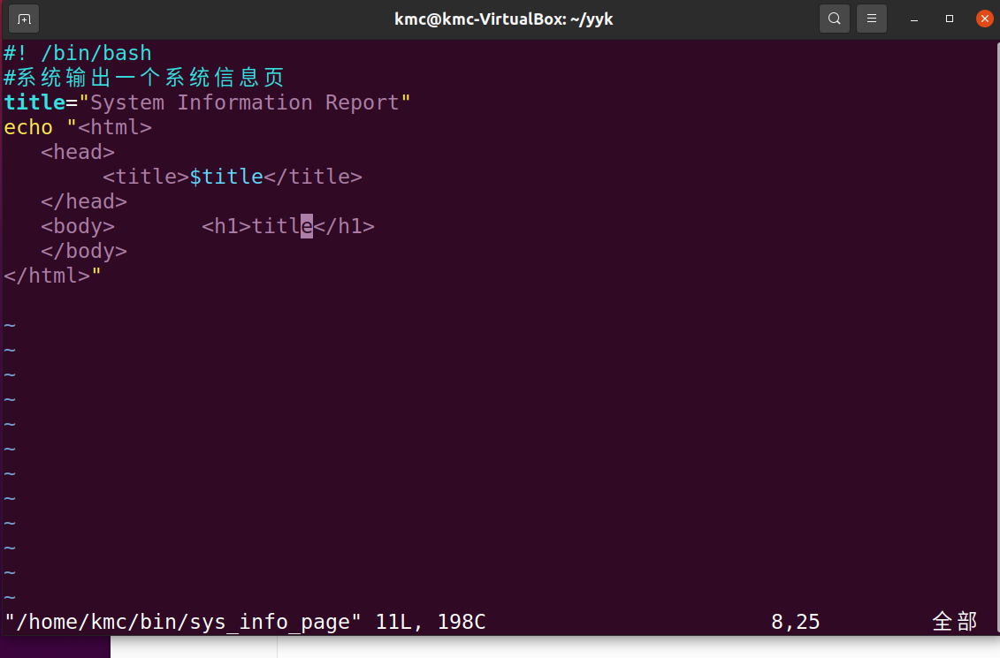 kmc@kmc-VirtualBox: ~/yyk
#! /bin/bash
#系统输出一个系统信息页
title="System Information Report"
echo "<html>
   <head>
        <title>$title</title>
   </head>
   <body>       <h1>title</h1>
   </body>
</html>"
~
~
~
~
~
~
~
~
~
~
~
~
"/home/kmc/bin/sys_info_page" 11L, 198C 8,25 全部